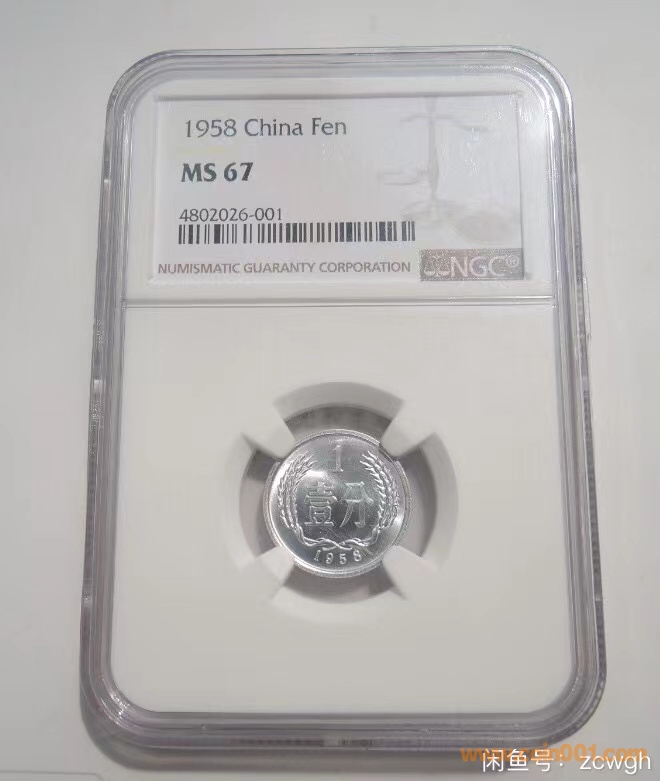 1958 China Fen
MS 67
4802026-001
NUMISMATIC GUARANTY CORPORATION
NGC®
1
壹分
1958
闲鱼号：zcwgh